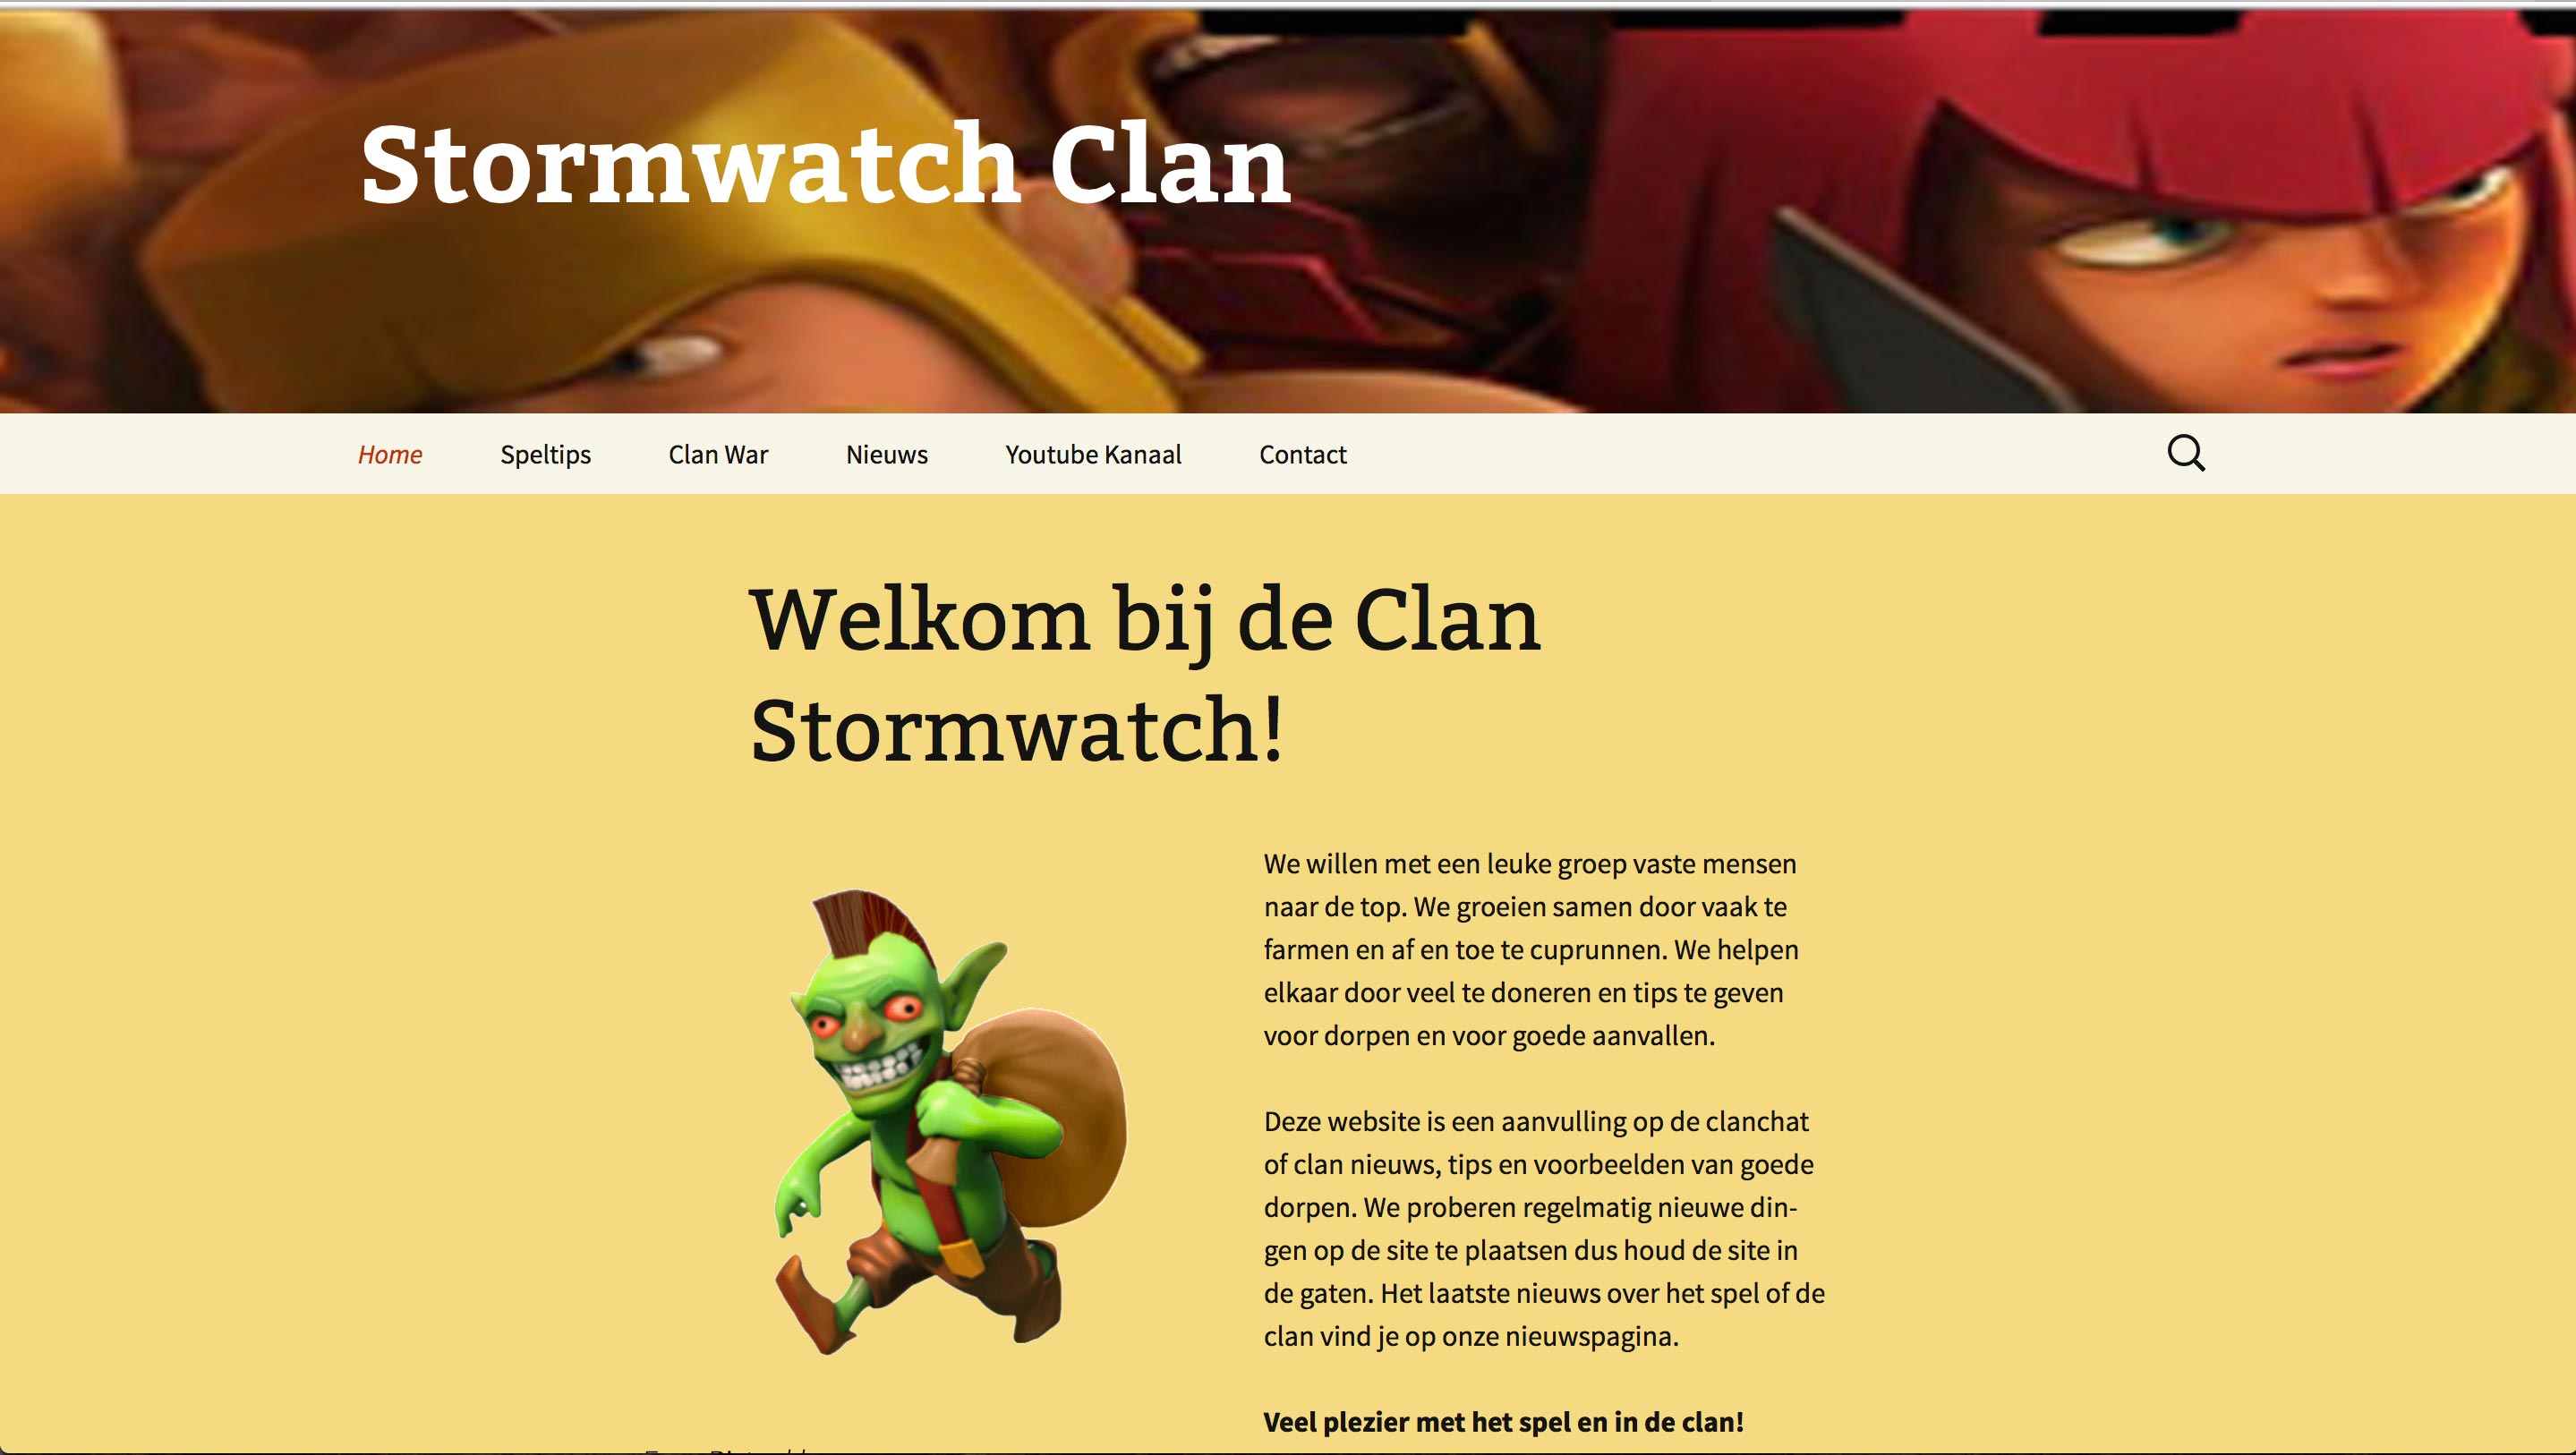 Stormwatch Clan
Home Speltips Clan War Nieuws Youtube Kanaal Contact
Welkom bij de Clan
Stormwatch!
We willen met een leuke groep vaste mensen
naar de top. We groeien samen door vaak te
farmen en af en toe te cuprunnen. We helpen
elkaar door veel te doneren en tips te geven
voor dorpen en voor goede aanvallen.
Deze website is een aanvulling op de clanchat
of clan nieuws, tips en voorbeelden van goede
dorpen. We proberen regelmatig nieuwe din-
gen op de site te plaatsen dus houd de site in
de gaten. Het laatste nieuws over het spel of de
clan vind je op onze nieuwspagina.
Veel plezier met het spel en in de clan!